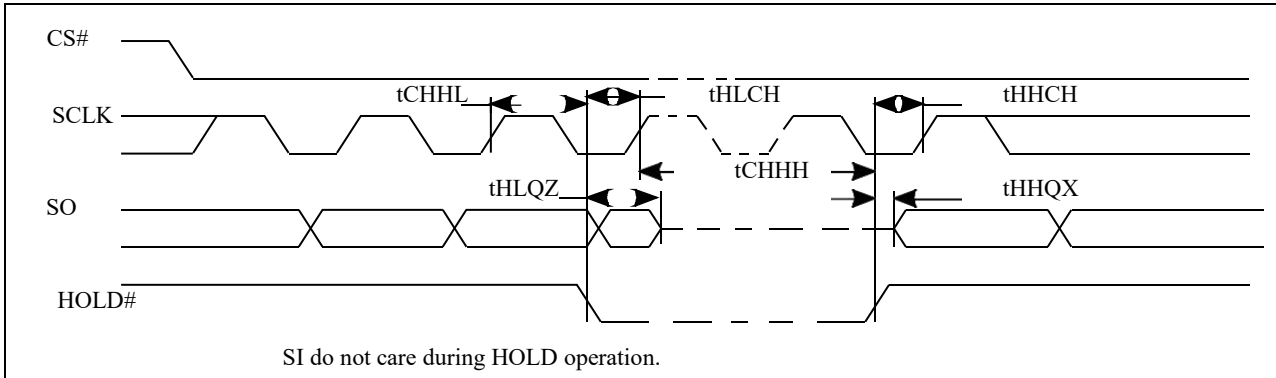 CS#
tCHHL
tHLCH
tHHCH
SCLK
tCHHH
tHLQZ
tHHQX
SO
HOLD#
SI do not care during HOLD operation.